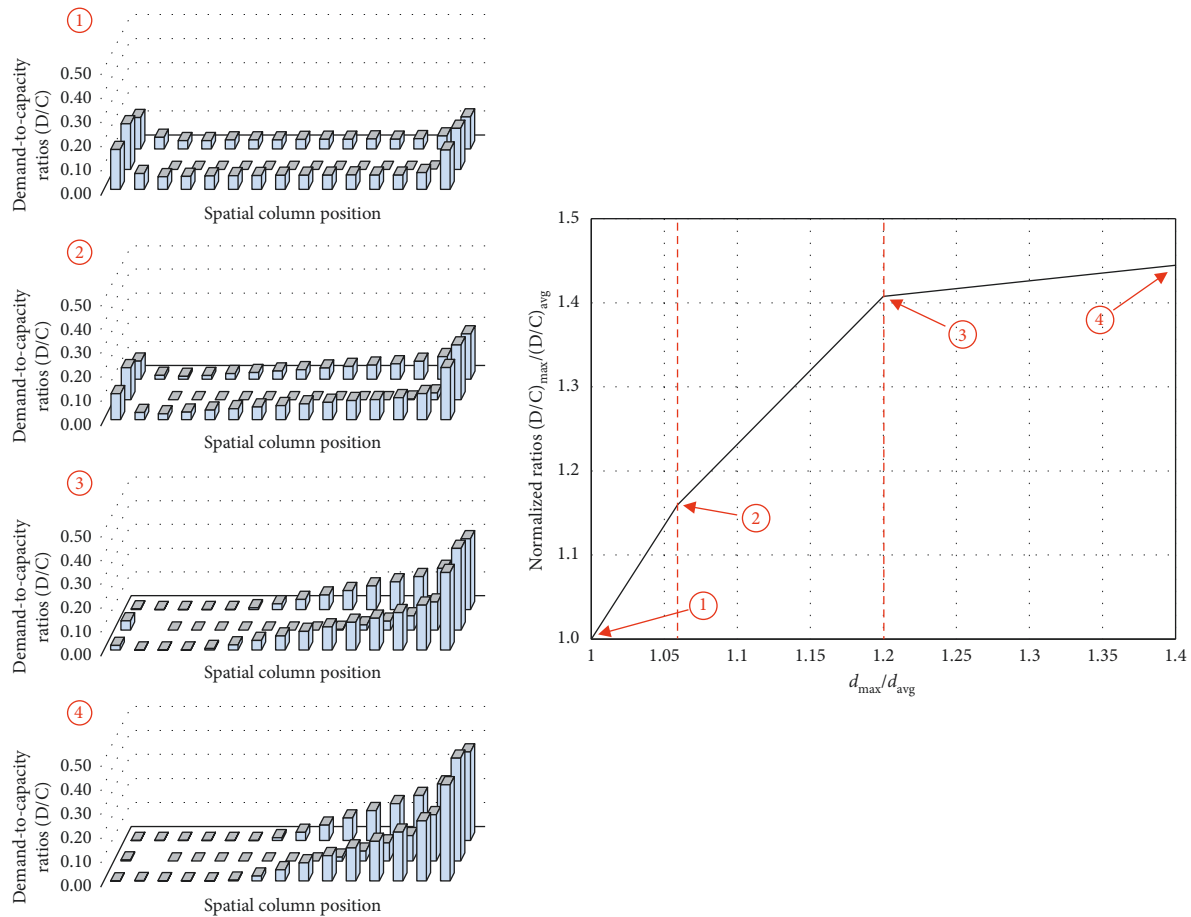 1
Demand-to-capacity
ratios (D/C)
0.50
0.40
0.30
0.20
0.10
0.00
Spatial column position
2
Demand-to-capacity
ratios (D/C)
0.50
0.40
0.30
0.20
0.10
0.00
Spatial column position
3
Demand-to-capacity
ratios (D/C)
0.50
0.40
0.30
0.20
0.10
0.00
Spatial column position
4
Demand-to-capacity
ratios (D/C)
0.50
0.40
0.30
0.20
0.10
0.00
Spatial column position
Normalized ratios (D/C)max/(D/C)avg
1.5
1.4
1.3
1.2
1.1
1.0
1
2
3
4
1 1.05 1.1 1.15 1.2 1.25 1.3 1.35 1.4
dmax/davg